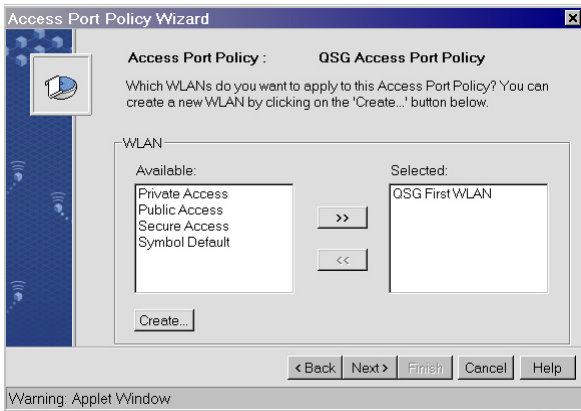 Access Port Policy Wizard
Access Port Policy : QSG Access Port Policy
Which WLANs do you want to apply to this Access Port Policy? You can
create a new WLAN by clicking on the 'Create...' button below.
WLAN
Available: Selected:
Private Access QSG First WLAN
Public Access
Secure Access
Symbol Default
>>
<<
Create...
<Back Next> Finish Cancel Help
Warning: Applet Window